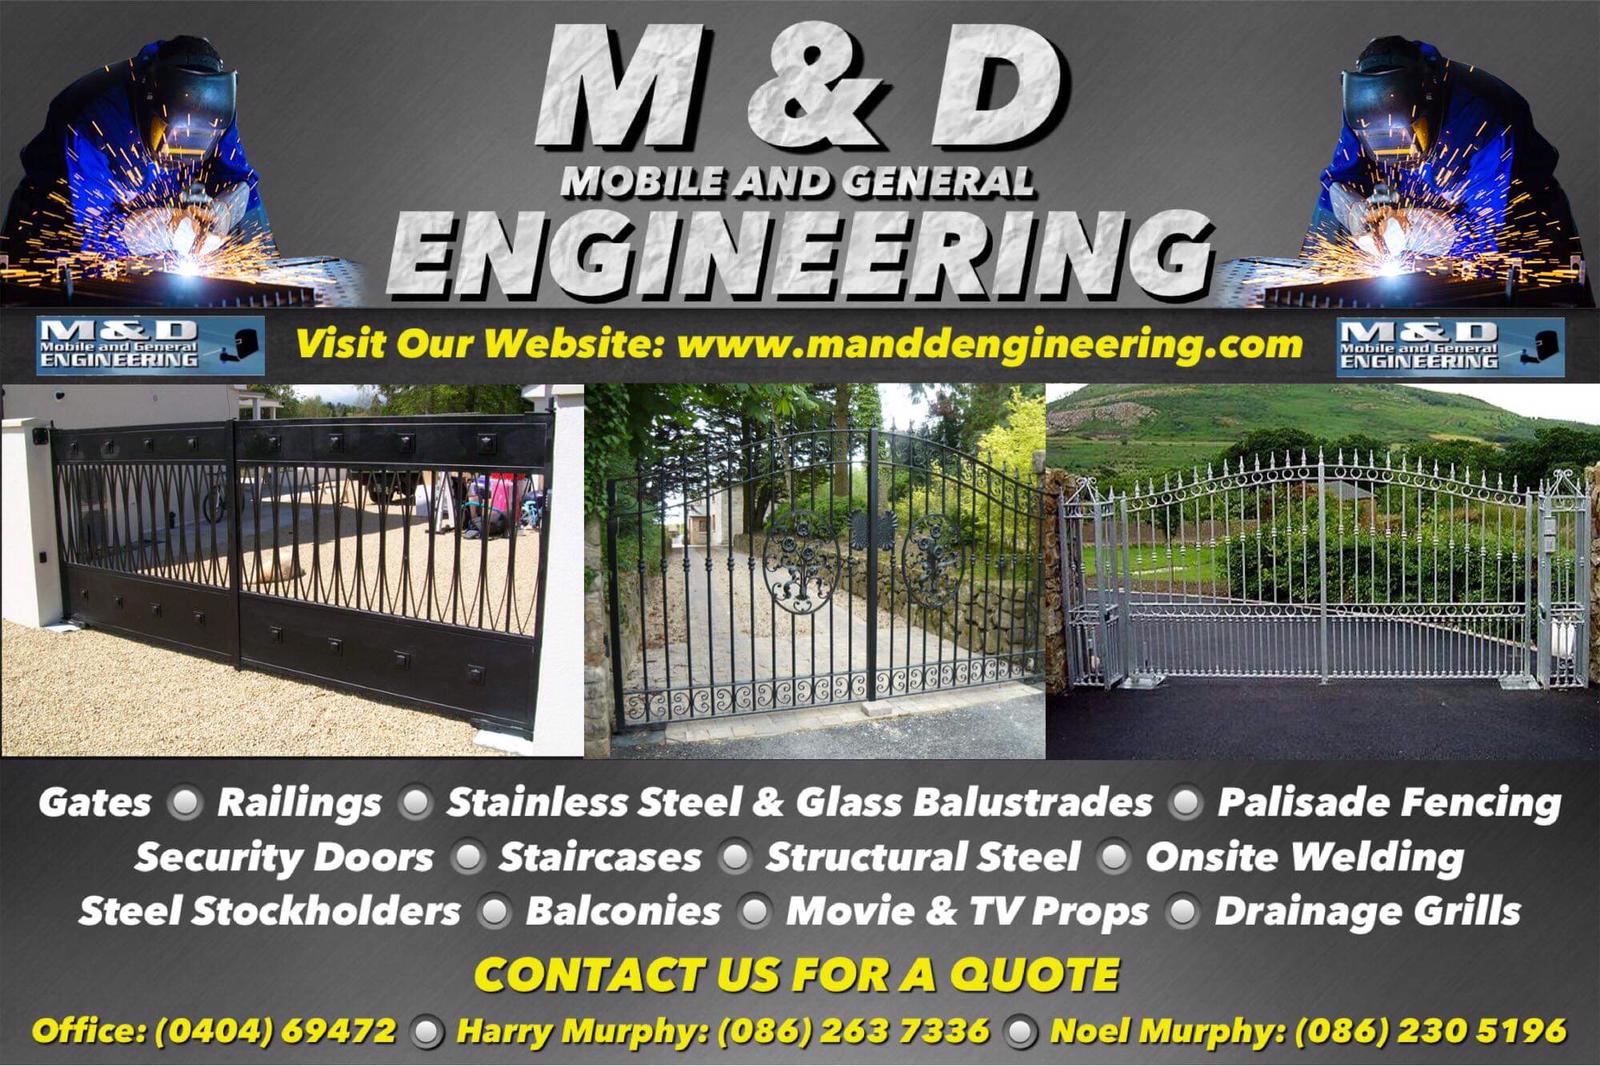 M & D
MOBILE AND GENERAL
ENGINEERING
M&D
Mobile and General
ENGINEERING
Visit Our Website: www.manddengineering.com
M&D
Mobile and General
ENGINEERING
Gates Railings Stainless Steel & Glass Balustrades Palisade Fencing
Security Doors Staircases Structural Steel Onsite Welding
Steel Stockholders Balconies Movie & TV Props Drainage Grills
CONTACT US FOR A QUOTE
Office: (0404) 69472 Harry Murphy: (086) 263 7336 Noel Murphy: (086) 230 5196